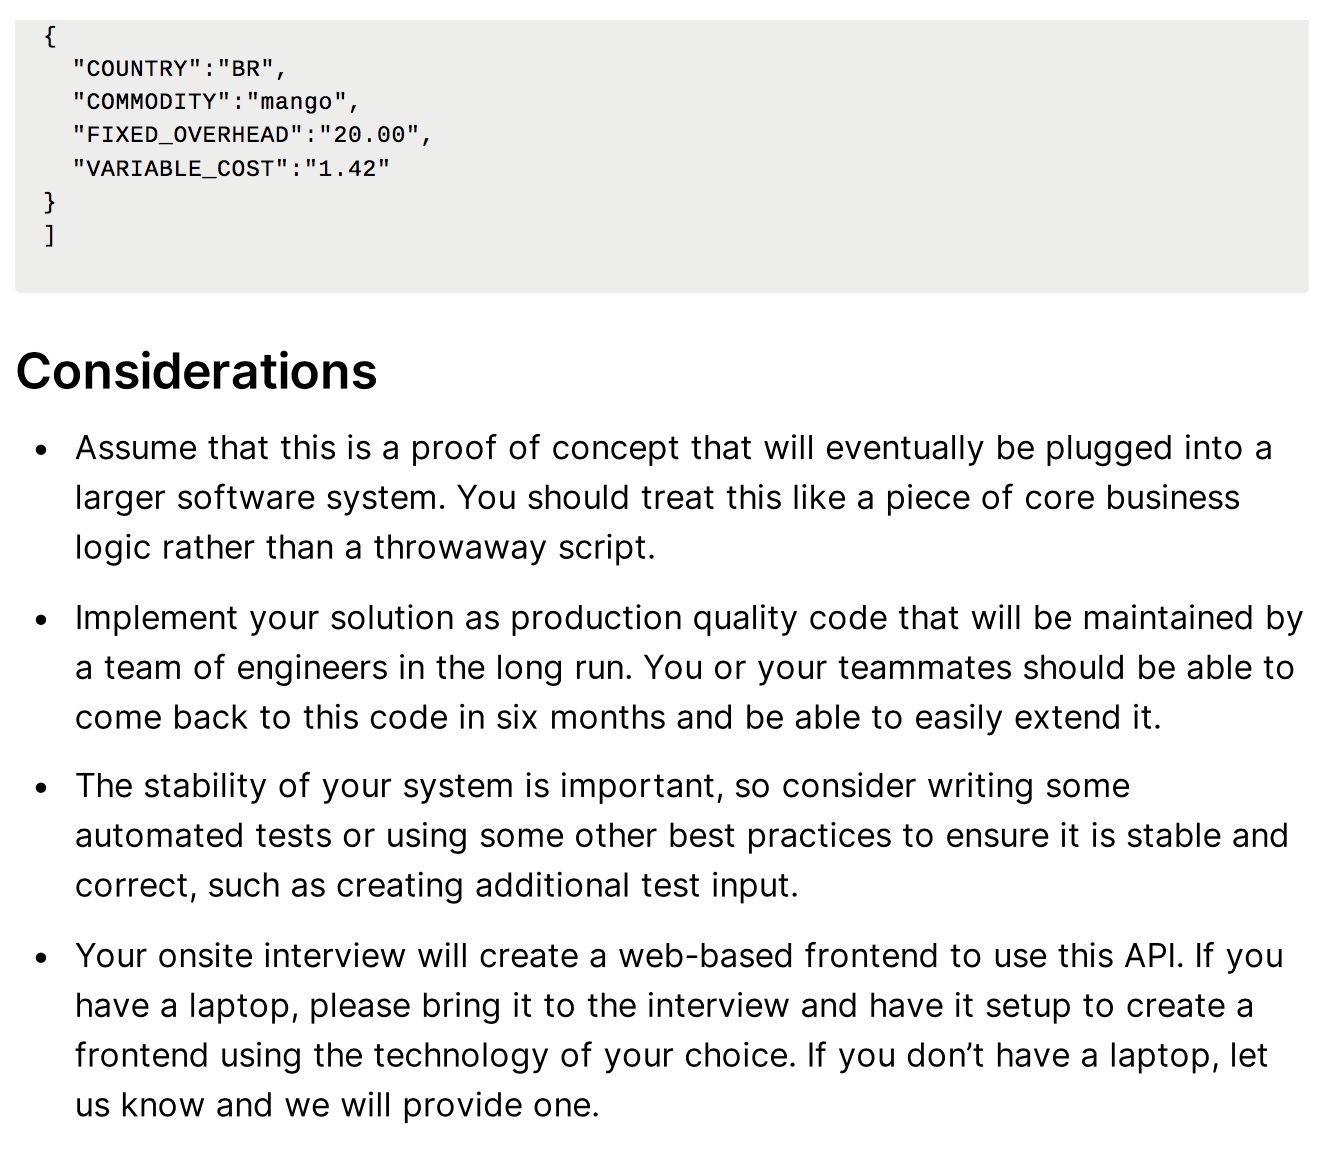 {
"COUNTRY":"BR",
"COMMODITY":"mango",
"FIXED_OVERHEAD":"20.00",
"VARIABLE_COST":"1.42"
}
]
Considerations
• Assume that this is a proof of concept that will eventually be plugged into a
larger software system. You should treat this like a piece of core business
logic rather than a throwaway script.
• Implement your solution as production quality code that will be maintained by
a team of engineers in the long run. You or your teammates should be able to
come back to this code in six months and be able to easily extend it.
• The stability of your system is important, so consider writing some
automated tests or using some other best practices to ensure it is stable and
correct, such as creating additional test input.
• Your onsite interview will create a web-based frontend to use this API. If you
have a laptop, please bring it to the interview and have it setup to create a
frontend using the technology of your choice. If you don’t have a laptop, let
us know and we will provide one.